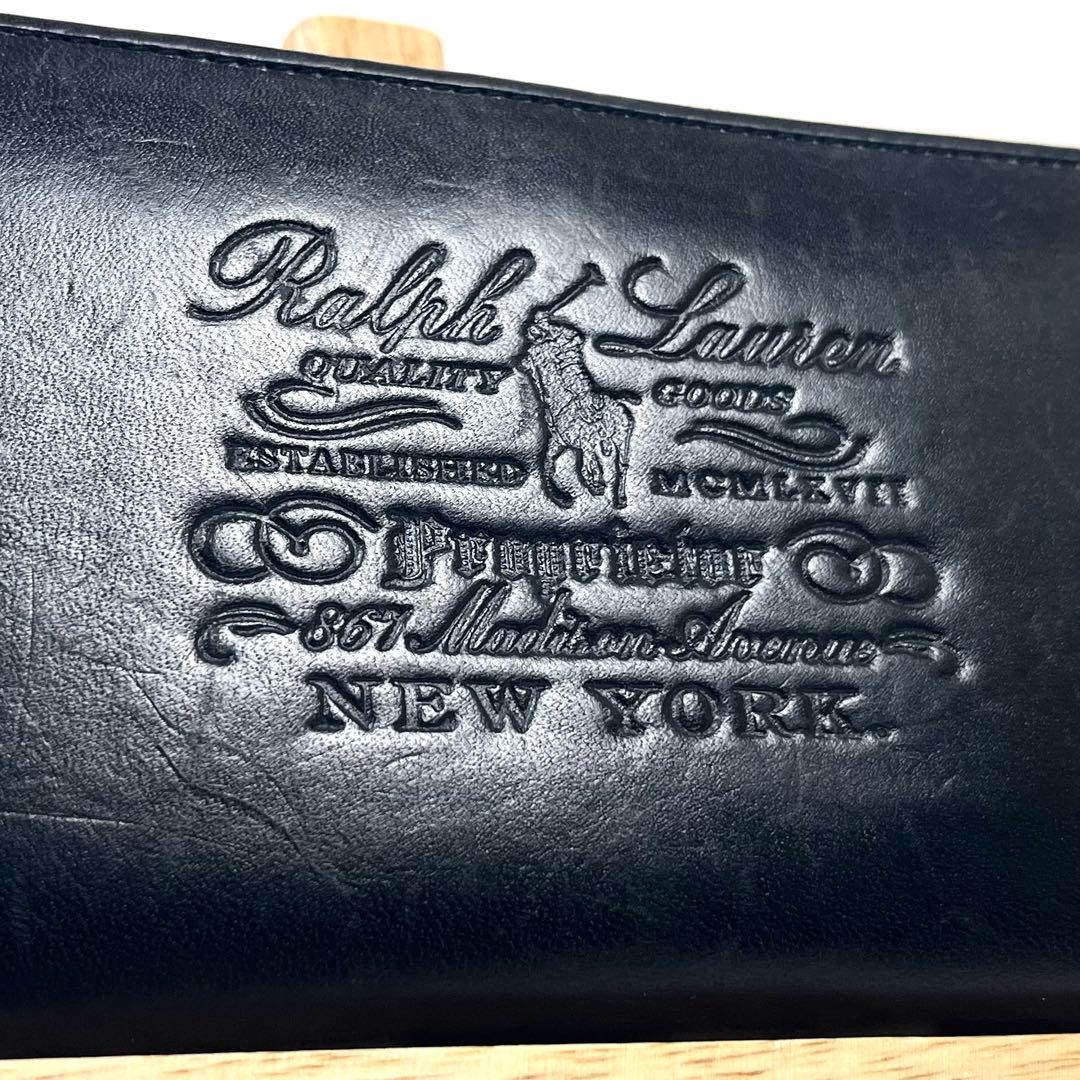 Ralph Lauren
QUALITY GOODS
ESTABLISHED MCMLXVII
Proprietor
867 Madison Avenue
NEW YORK.